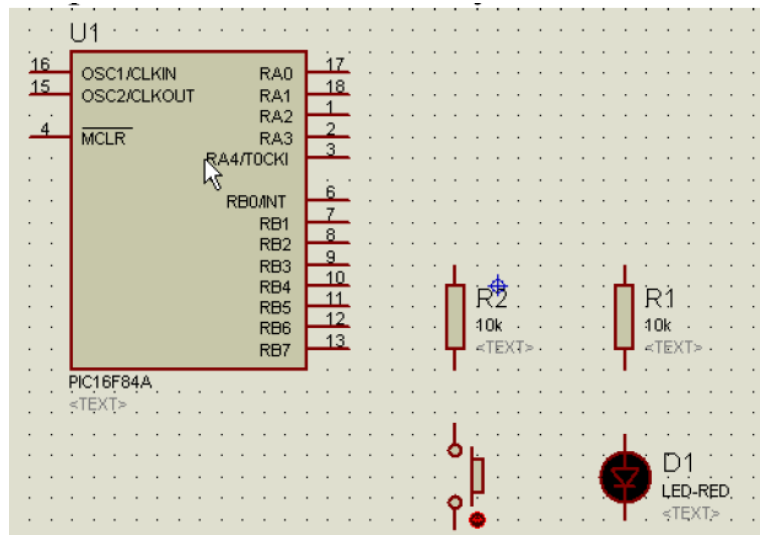 U1
16 OSC1/CLKIN RA0 17
15 OSC2/CLKOUT RA1 18
RA2 1
4 MCLR RA3 2
RA4/T0CKI 3
RB0/INT 6
RB1 7
RB2 8
RB3 9
RB4 10
RB5 11
RB6 12
RB7 13
PIC16F84A
<TEXT>
R2
10k
<TEXT>
R1
10k
<TEXT>
D1
LED-RED
<TEXT>